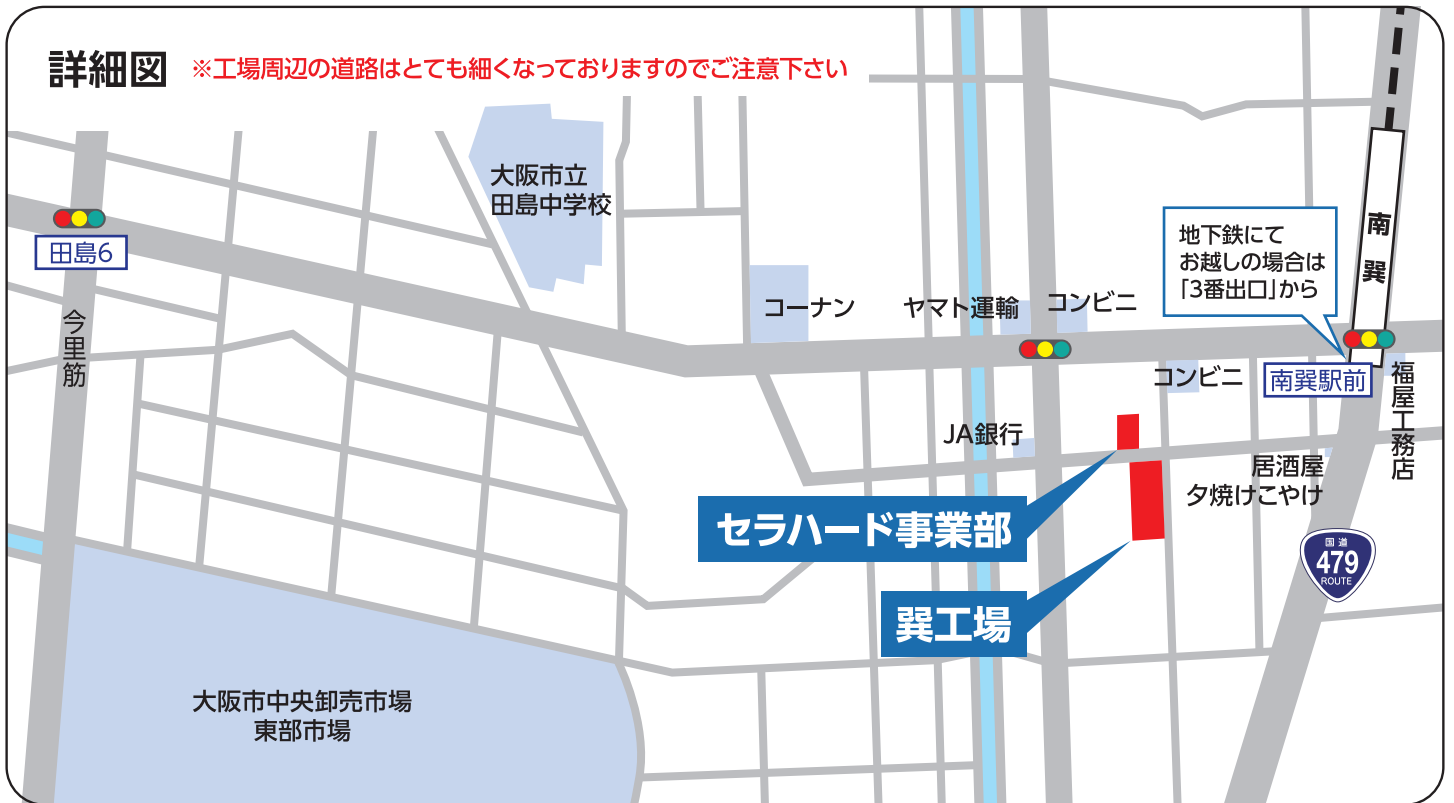 詳細図
※工場周辺の道路はとても細くなっておりますのでご注意下さい
大阪市立
田島中学校
田島6
今里筋
コーナン
ヤマト運輸
コンビニ
地下鉄にて
お越しの場合は
「3番出口」から
南巽
コンビニ
南巽駅前
福屋工務店
JA銀行
居酒屋
夕焼けこやけ
セラハード事業部
巽工場
国道
479
ROUTE
大阪市中央卸売市場
東部市場